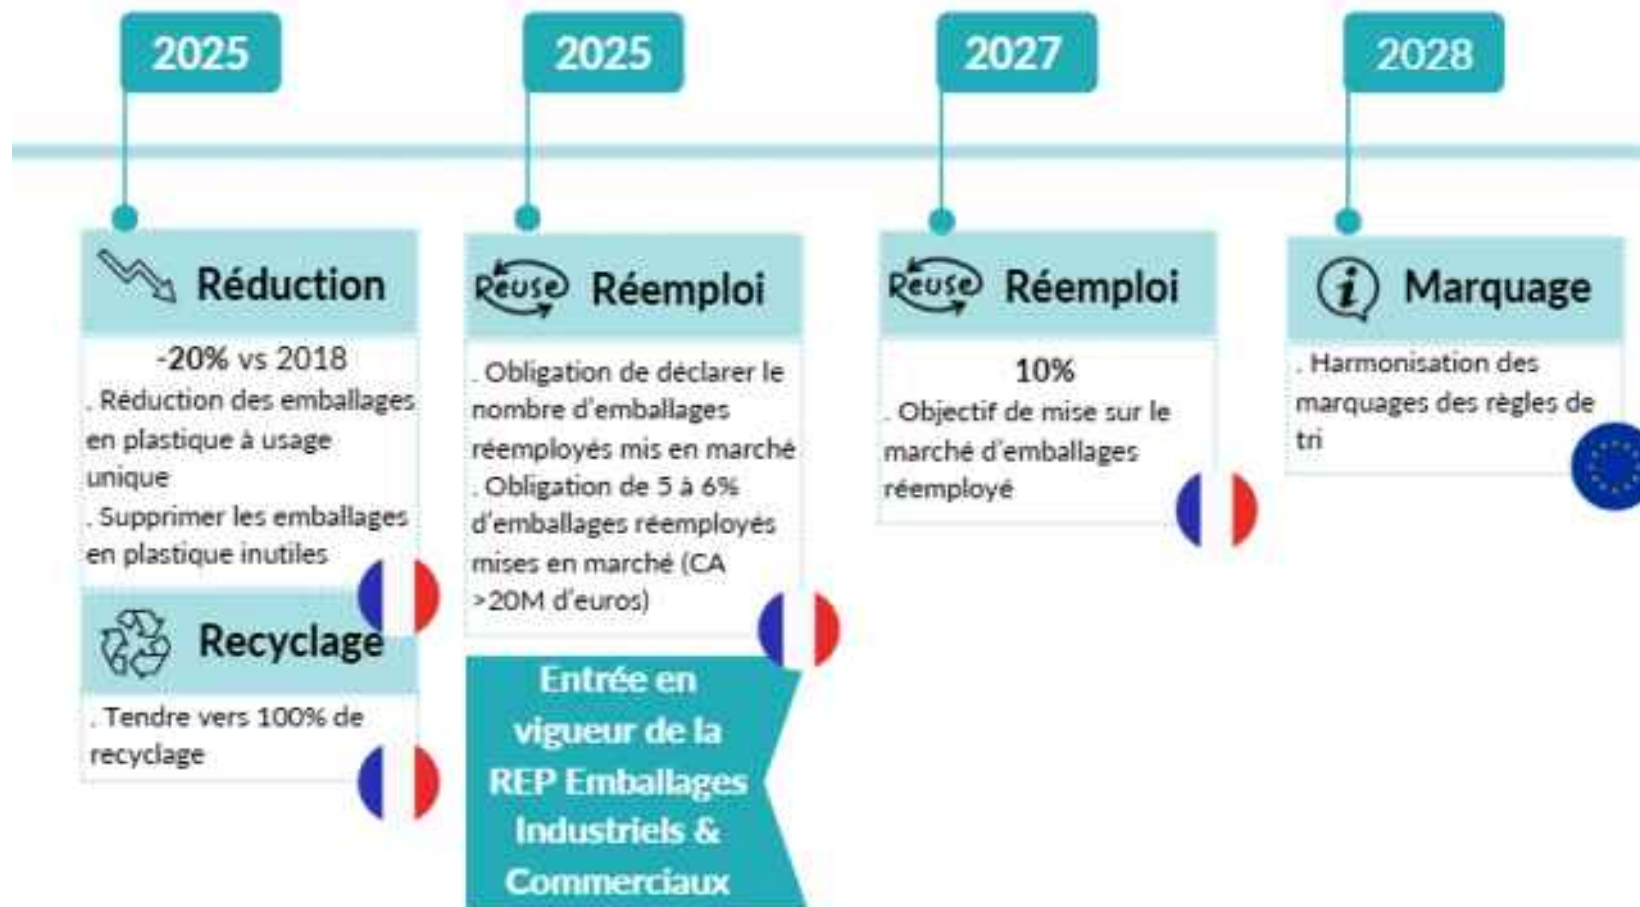 2025
2025
2027
2028
Réduction
-20% vs 2018
. Réduction des emballages
en plastique à usage
unique
. Supprimer les emballages
en plastique inutiles
Recyclage
. Tendre vers 100% de
recyclage
Reuse
Réemploi
. Obligation de déclarer le
nombre d'emballages
réemployés mis en marché
. Obligation de 5 à 6%
d'emballages réemployés
mises en marché (CA
>20M d'euros)
Entrée en
vigueur de la
REP Emballages
Industriels &
Commerciaux
Reuse
Réemploi
10%
. Objectif de mise sur le
marché d'emballages
réemployé
i
Marquage
. Harmonisation des
marquages des règles de
tri